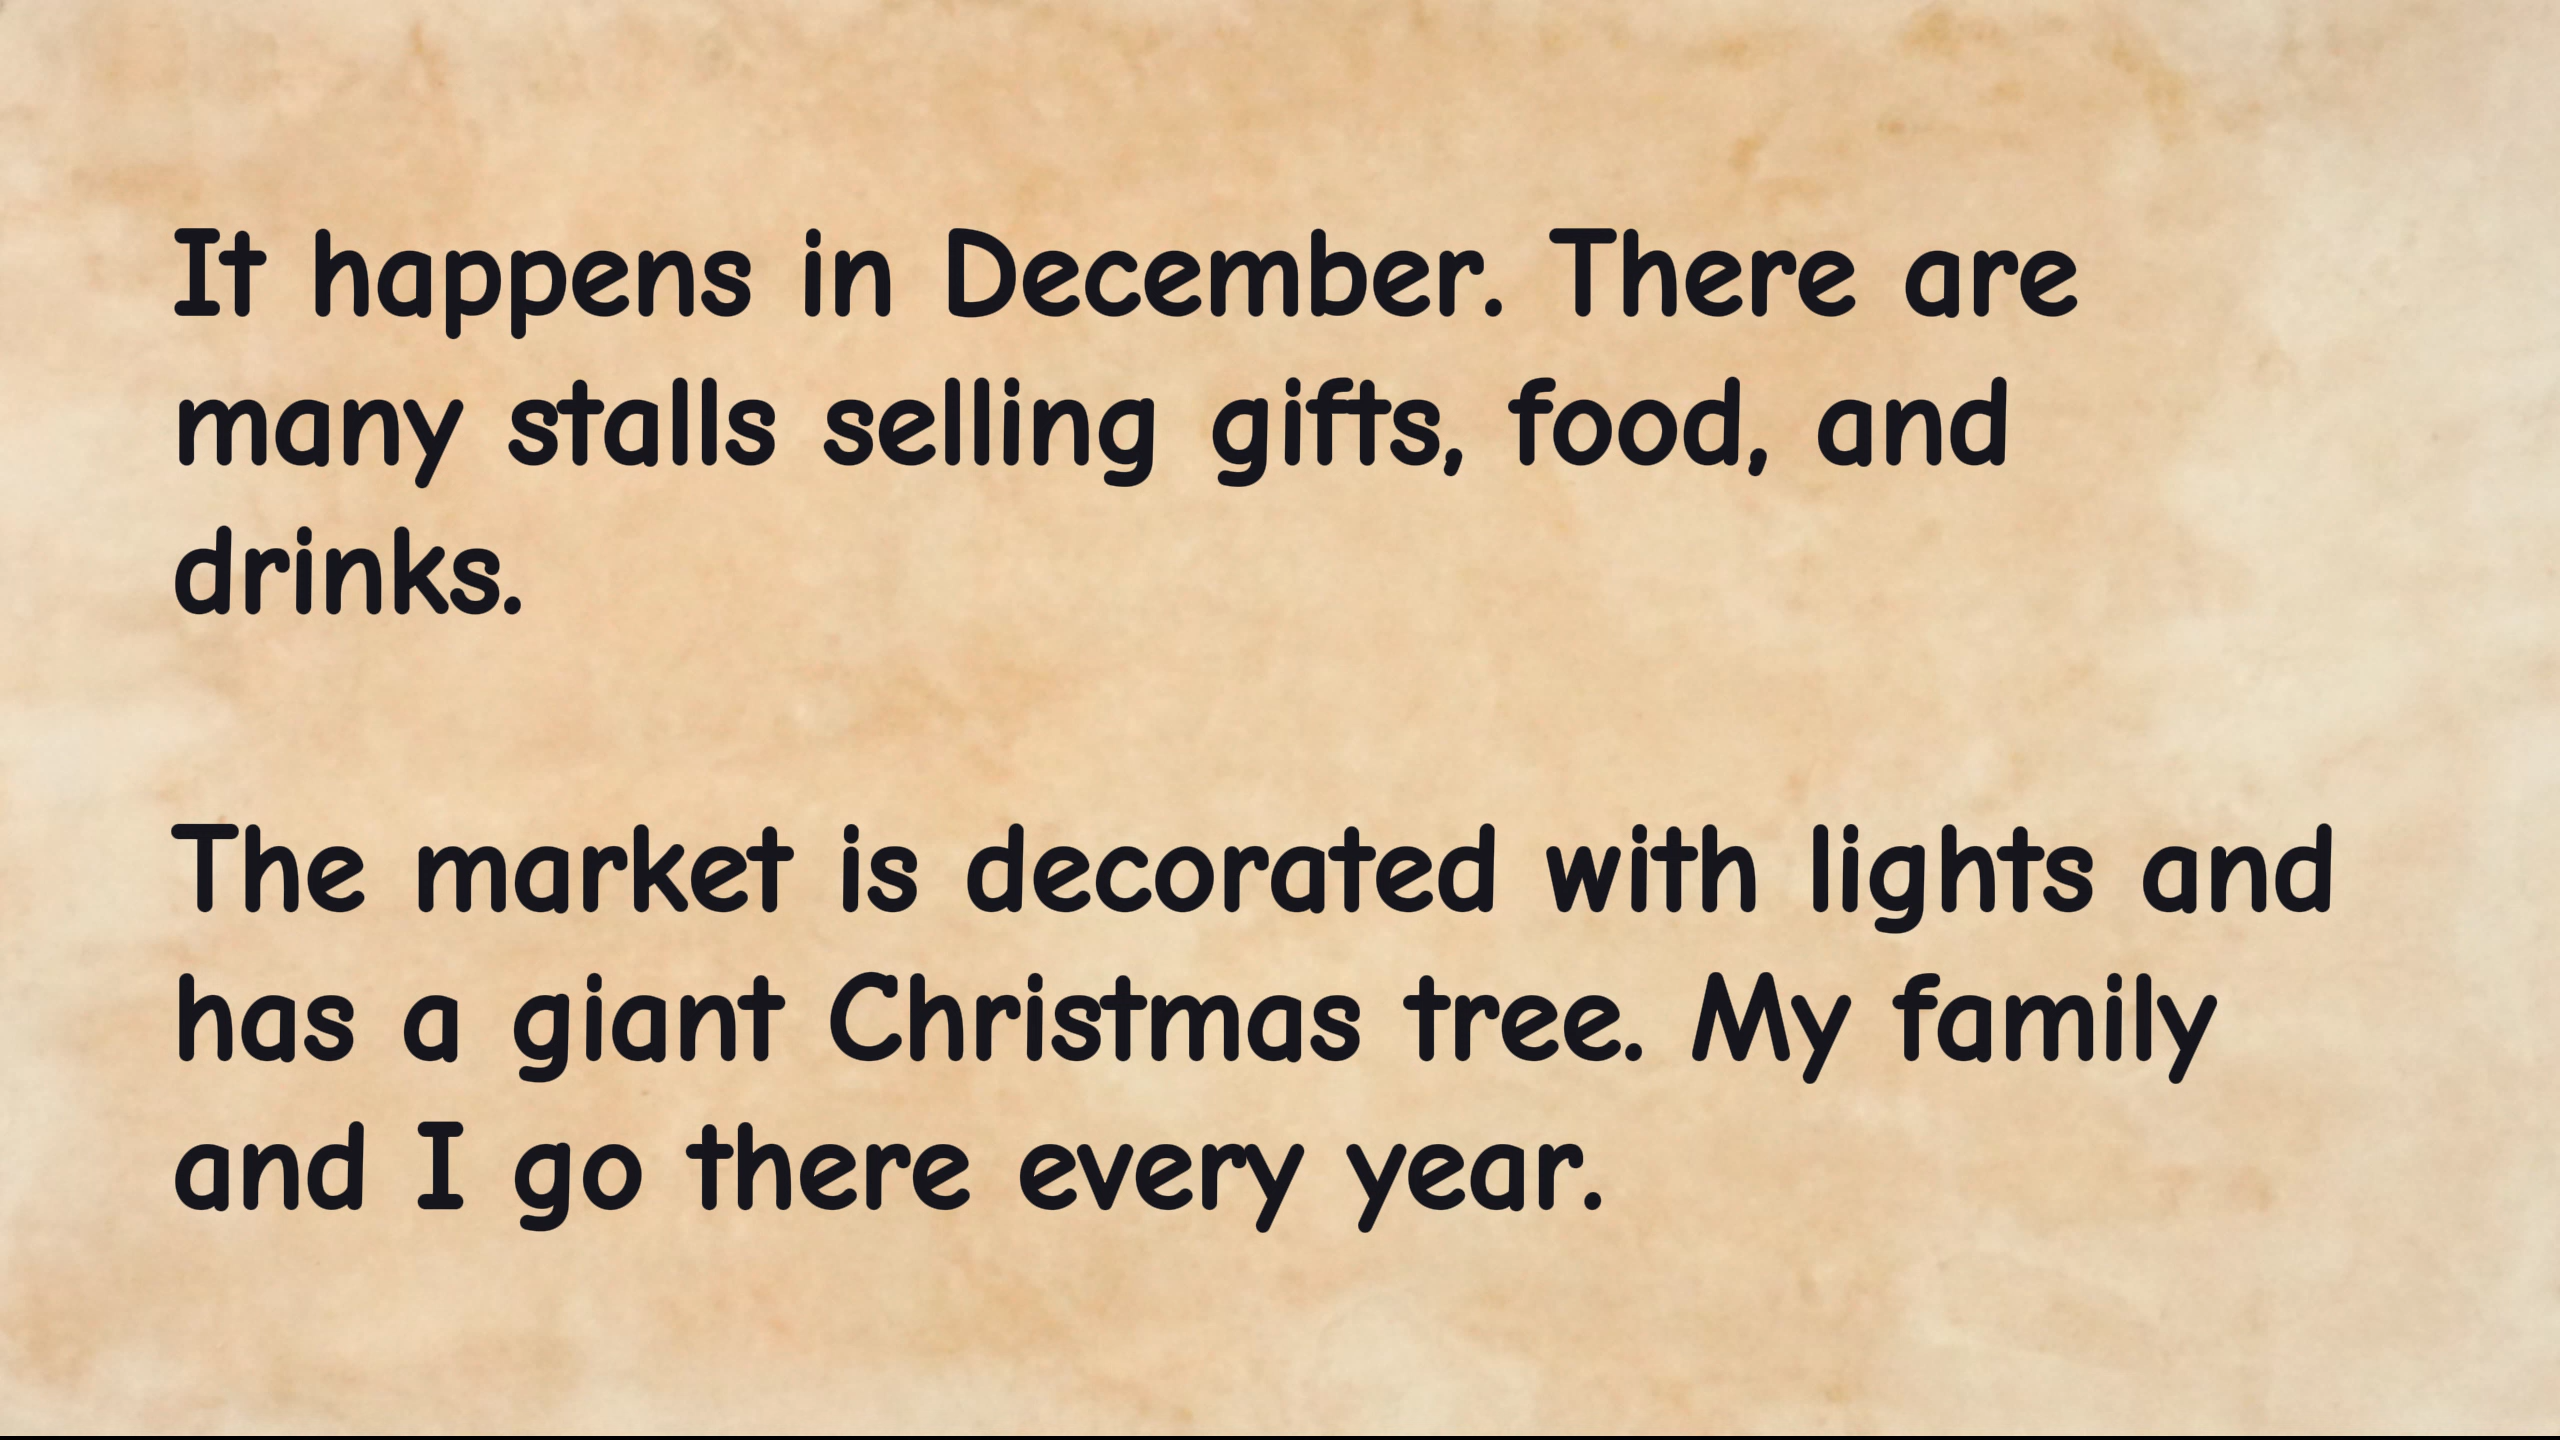 It happens in December. There are
many stalls selling gifts, food, and
drinks.
The market is decorated with lights and
has a giant Christmas tree. My family
and I go there every year.